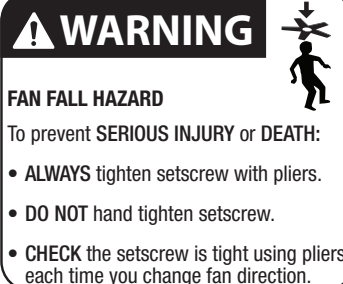 WARNING
FAN FALL HAZARD
To prevent SERIOUS INJURY or DEATH:
• ALWAYS tighten setscrew with pliers.
• DO NOT hand tighten setscrew.
• CHECK the setscrew is tight using pliers
each time you change fan direction.